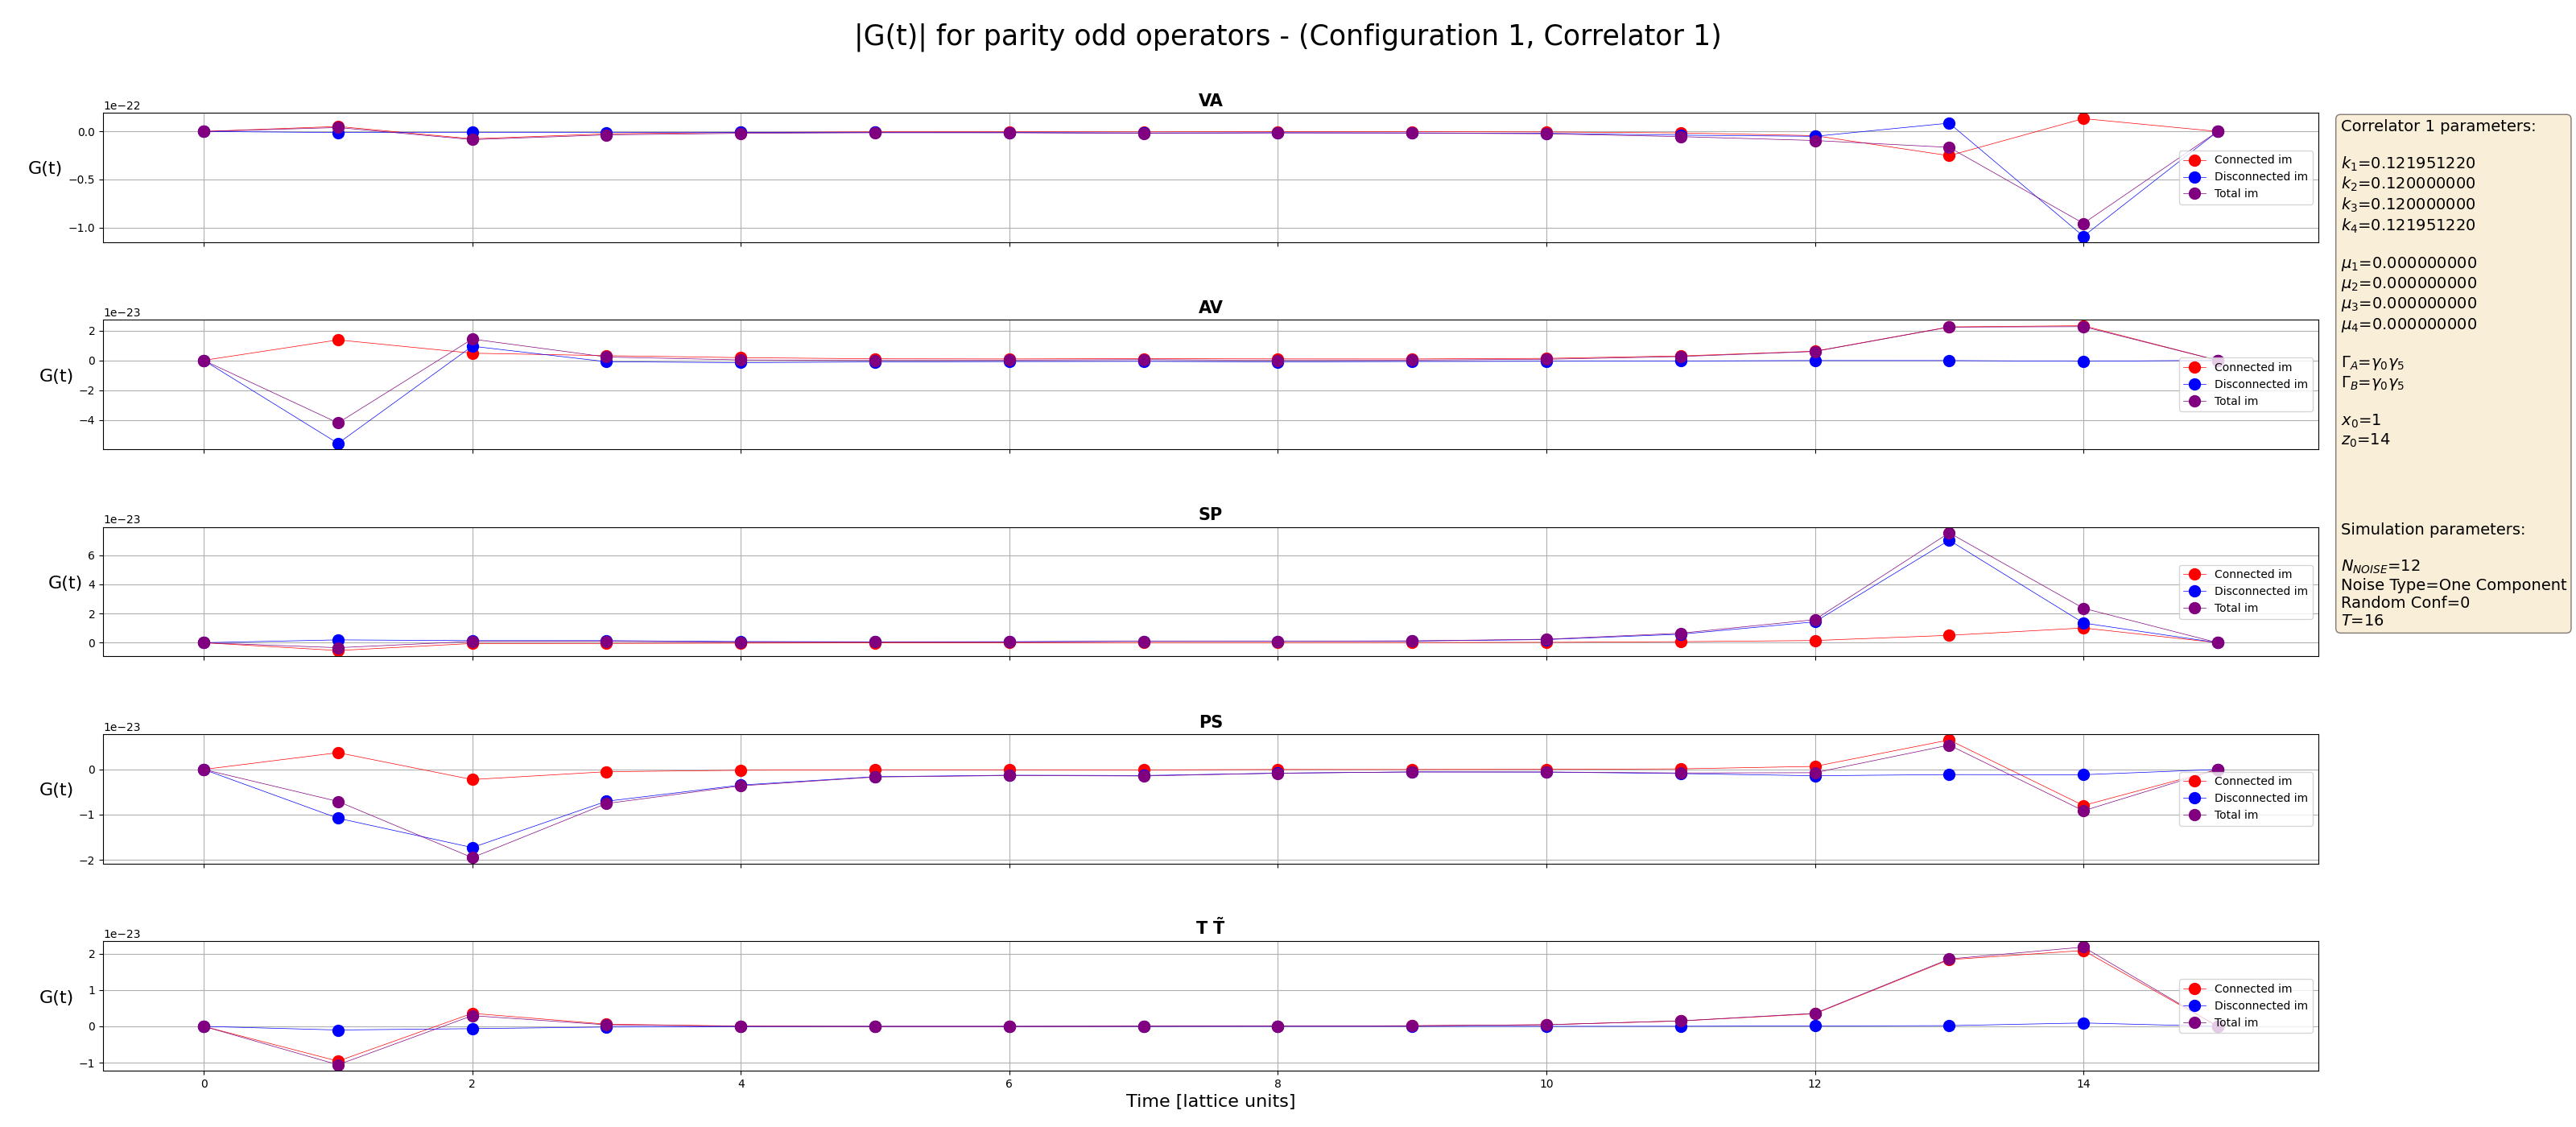 |G(t)| for parity odd operators - (Configuration 1, Correlator 1)
VA
1e−22
0.0
−0.5
−1.0
G(t)
Connected im
Disconnected im
Total im
AV
1e−23
2
0
−2
−4
G(t)
Connected im
Disconnected im
Total im
SP
1e−23
6
4
2
0
G(t)
Connected im
Disconnected im
Total im
PS
1e−23
0
−1
−2
G(t)
Connected im
Disconnected im
Total im
T T̃
1e−23
2
1
0
−1
G(t)
Connected im
Disconnected im
Total im
0 2 4 6 8 10 12 14
Time [lattice units]
Correlator 1 parameters:
k₁=0.121951220
k₂=0.120000000
k₃=0.120000000
k₄=0.121951220
μ₁=0.000000000
μ₂=0.000000000
μ₃=0.000000000
μ₄=0.000000000
Γ_A=γ₀γ₅
Γ_B=γ₀γ₅
x₀=1
z₀=14
Simulation parameters:
N_NOISE=12
Noise Type=One Component
Random Conf=0
T=16